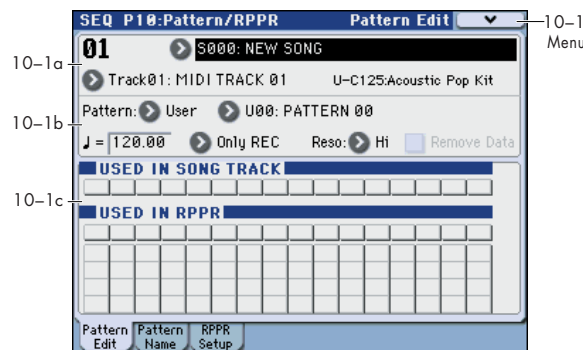 SEQ P10:Pattern/RPPR Pattern Edit
10–1
Menu
01 S000: NEW SONG
10–1a
Track01: MIDI TRACK 01 U-C125:Acoustic Pop Kit
Pattern: User U00: PATTERN 00
10–1b
♩ = 120.00 Only REC Reso: Hi Remove Data
USED IN SONG TRACK
10–1c
USED IN RPPR
Pattern Edit
Pattern Name
RPPR Setup